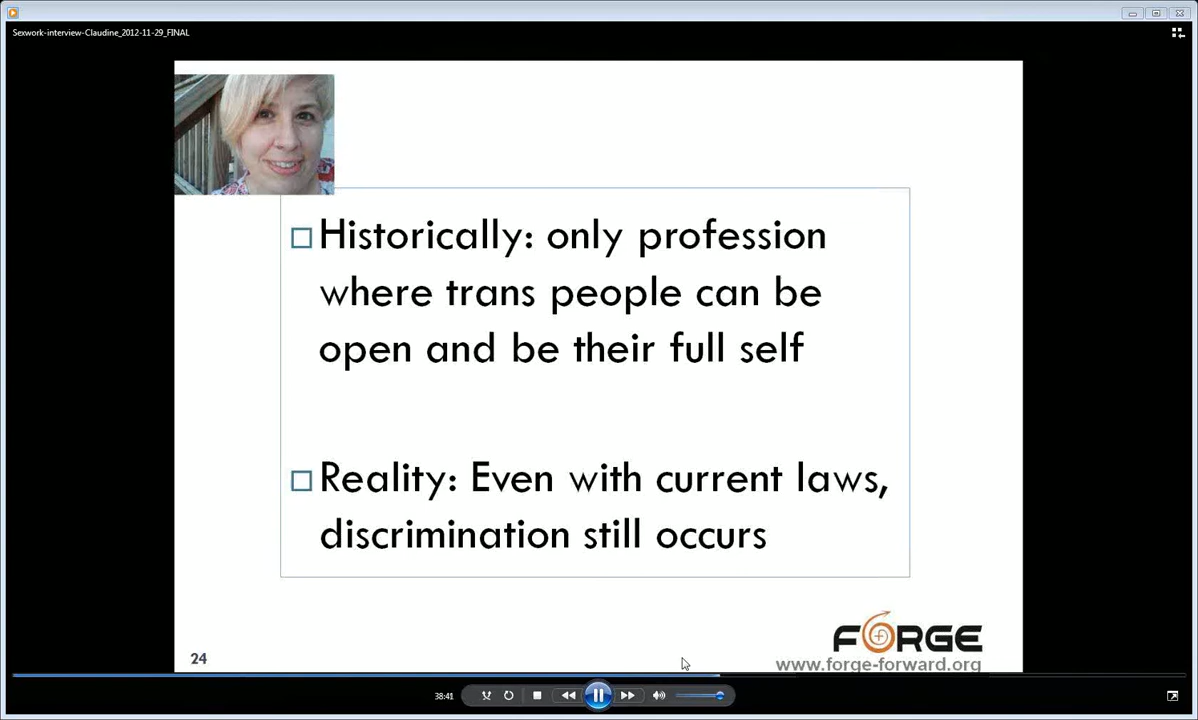 Sexwork-interview-Claudine_2012-11-29_FINAL
Historically: only profession
where trans people can be
open and be their full self
Reality: Even with current laws,
discrimination still occurs
FORGE
www.forge-forward.org
24
38:41